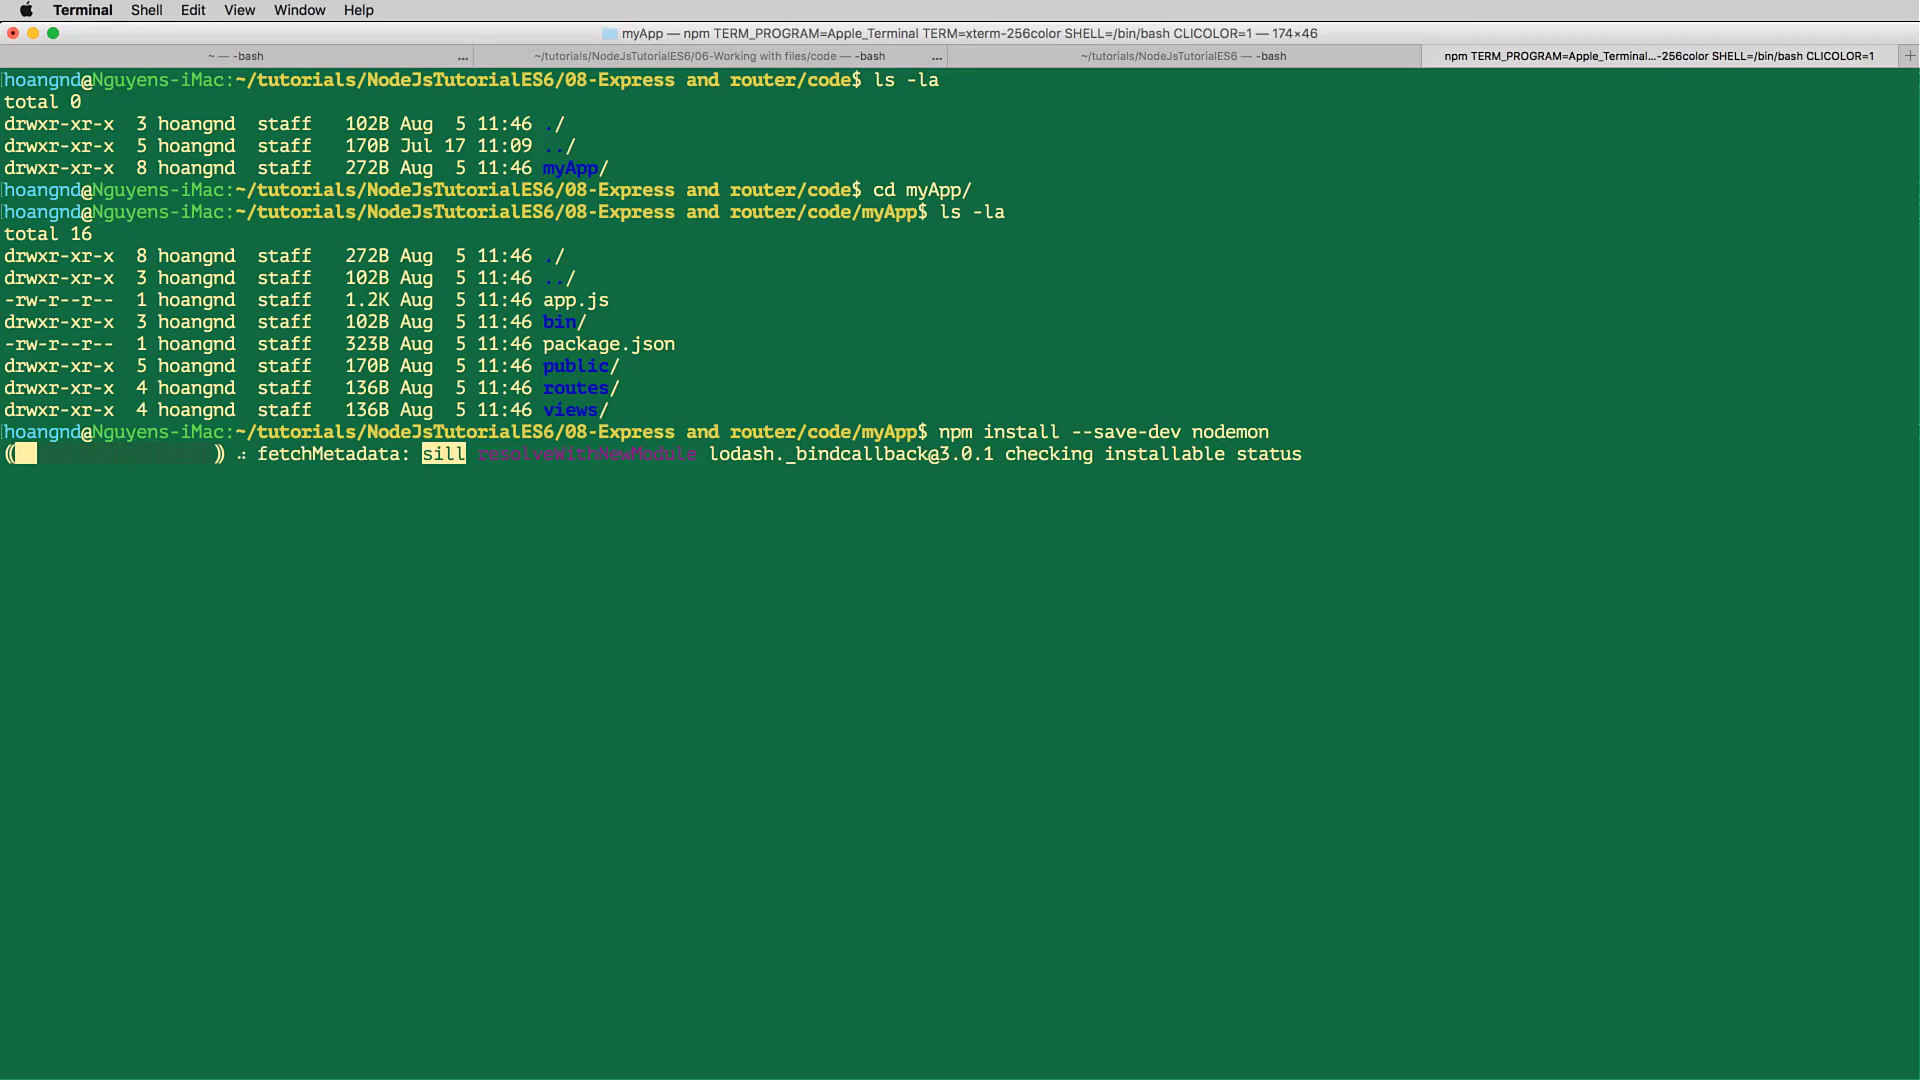 Terminal Shell Edit View Window Help
myApp — npm TERM_PROGRAM=Apple_Terminal TERM=xterm-256color SHELL=/bin/bash CLICOLOR=1 — 174×46
~ — -bash ... ~/tutorials/NodeJsTutorialES6/06-Working with files/code — -bash ... ~/tutorials/NodeJsTutorialES6 — -bash npm TERM_PROGRAM=Apple_Terminal...-256color SHELL=/bin/bash CLICOLOR=1 +
hoangnd@Nguyens-iMac:~/tutorials/NodeJsTutorialES6/08-Express and router/code$ ls -la
total 0
drwxr-xr-x  3 hoangnd  staff   102B Aug  5 11:46 ./
drwxr-xr-x  5 hoangnd  staff   170B Jul 17 11:09 ../
drwxr-xr-x  8 hoangnd  staff   272B Aug  5 11:46 myApp/
hoangnd@Nguyens-iMac:~/tutorials/NodeJsTutorialES6/08-Express and router/code$ cd myApp/
hoangnd@Nguyens-iMac:~/tutorials/NodeJsTutorialES6/08-Express and router/code/myApp$ ls -la
total 16
drwxr-xr-x  8 hoangnd  staff   272B Aug  5 11:46 ./
drwxr-xr-x  3 hoangnd  staff   102B Aug  5 11:46 ../
-rw-r--r--  1 hoangnd  staff   1.2K Aug  5 11:46 app.js
drwxr-xr-x  3 hoangnd  staff   102B Aug  5 11:46 bin/
-rw-r--r--  1 hoangnd  staff   323B Aug  5 11:46 package.json
drwxr-xr-x  5 hoangnd  staff   170B Aug  5 11:46 public/
drwxr-xr-x  4 hoangnd  staff   136B Aug  5 11:46 routes/
drwxr-xr-x  4 hoangnd  staff   136B Aug  5 11:46 views/
hoangnd@Nguyens-iMac:~/tutorials/NodeJsTutorialES6/08-Express and router/code/myApp$ npm install --save-dev nodemon
fetchMetadata: sill resolveWithNewModule lodash._bindcallback@3.0.1 checking installable status